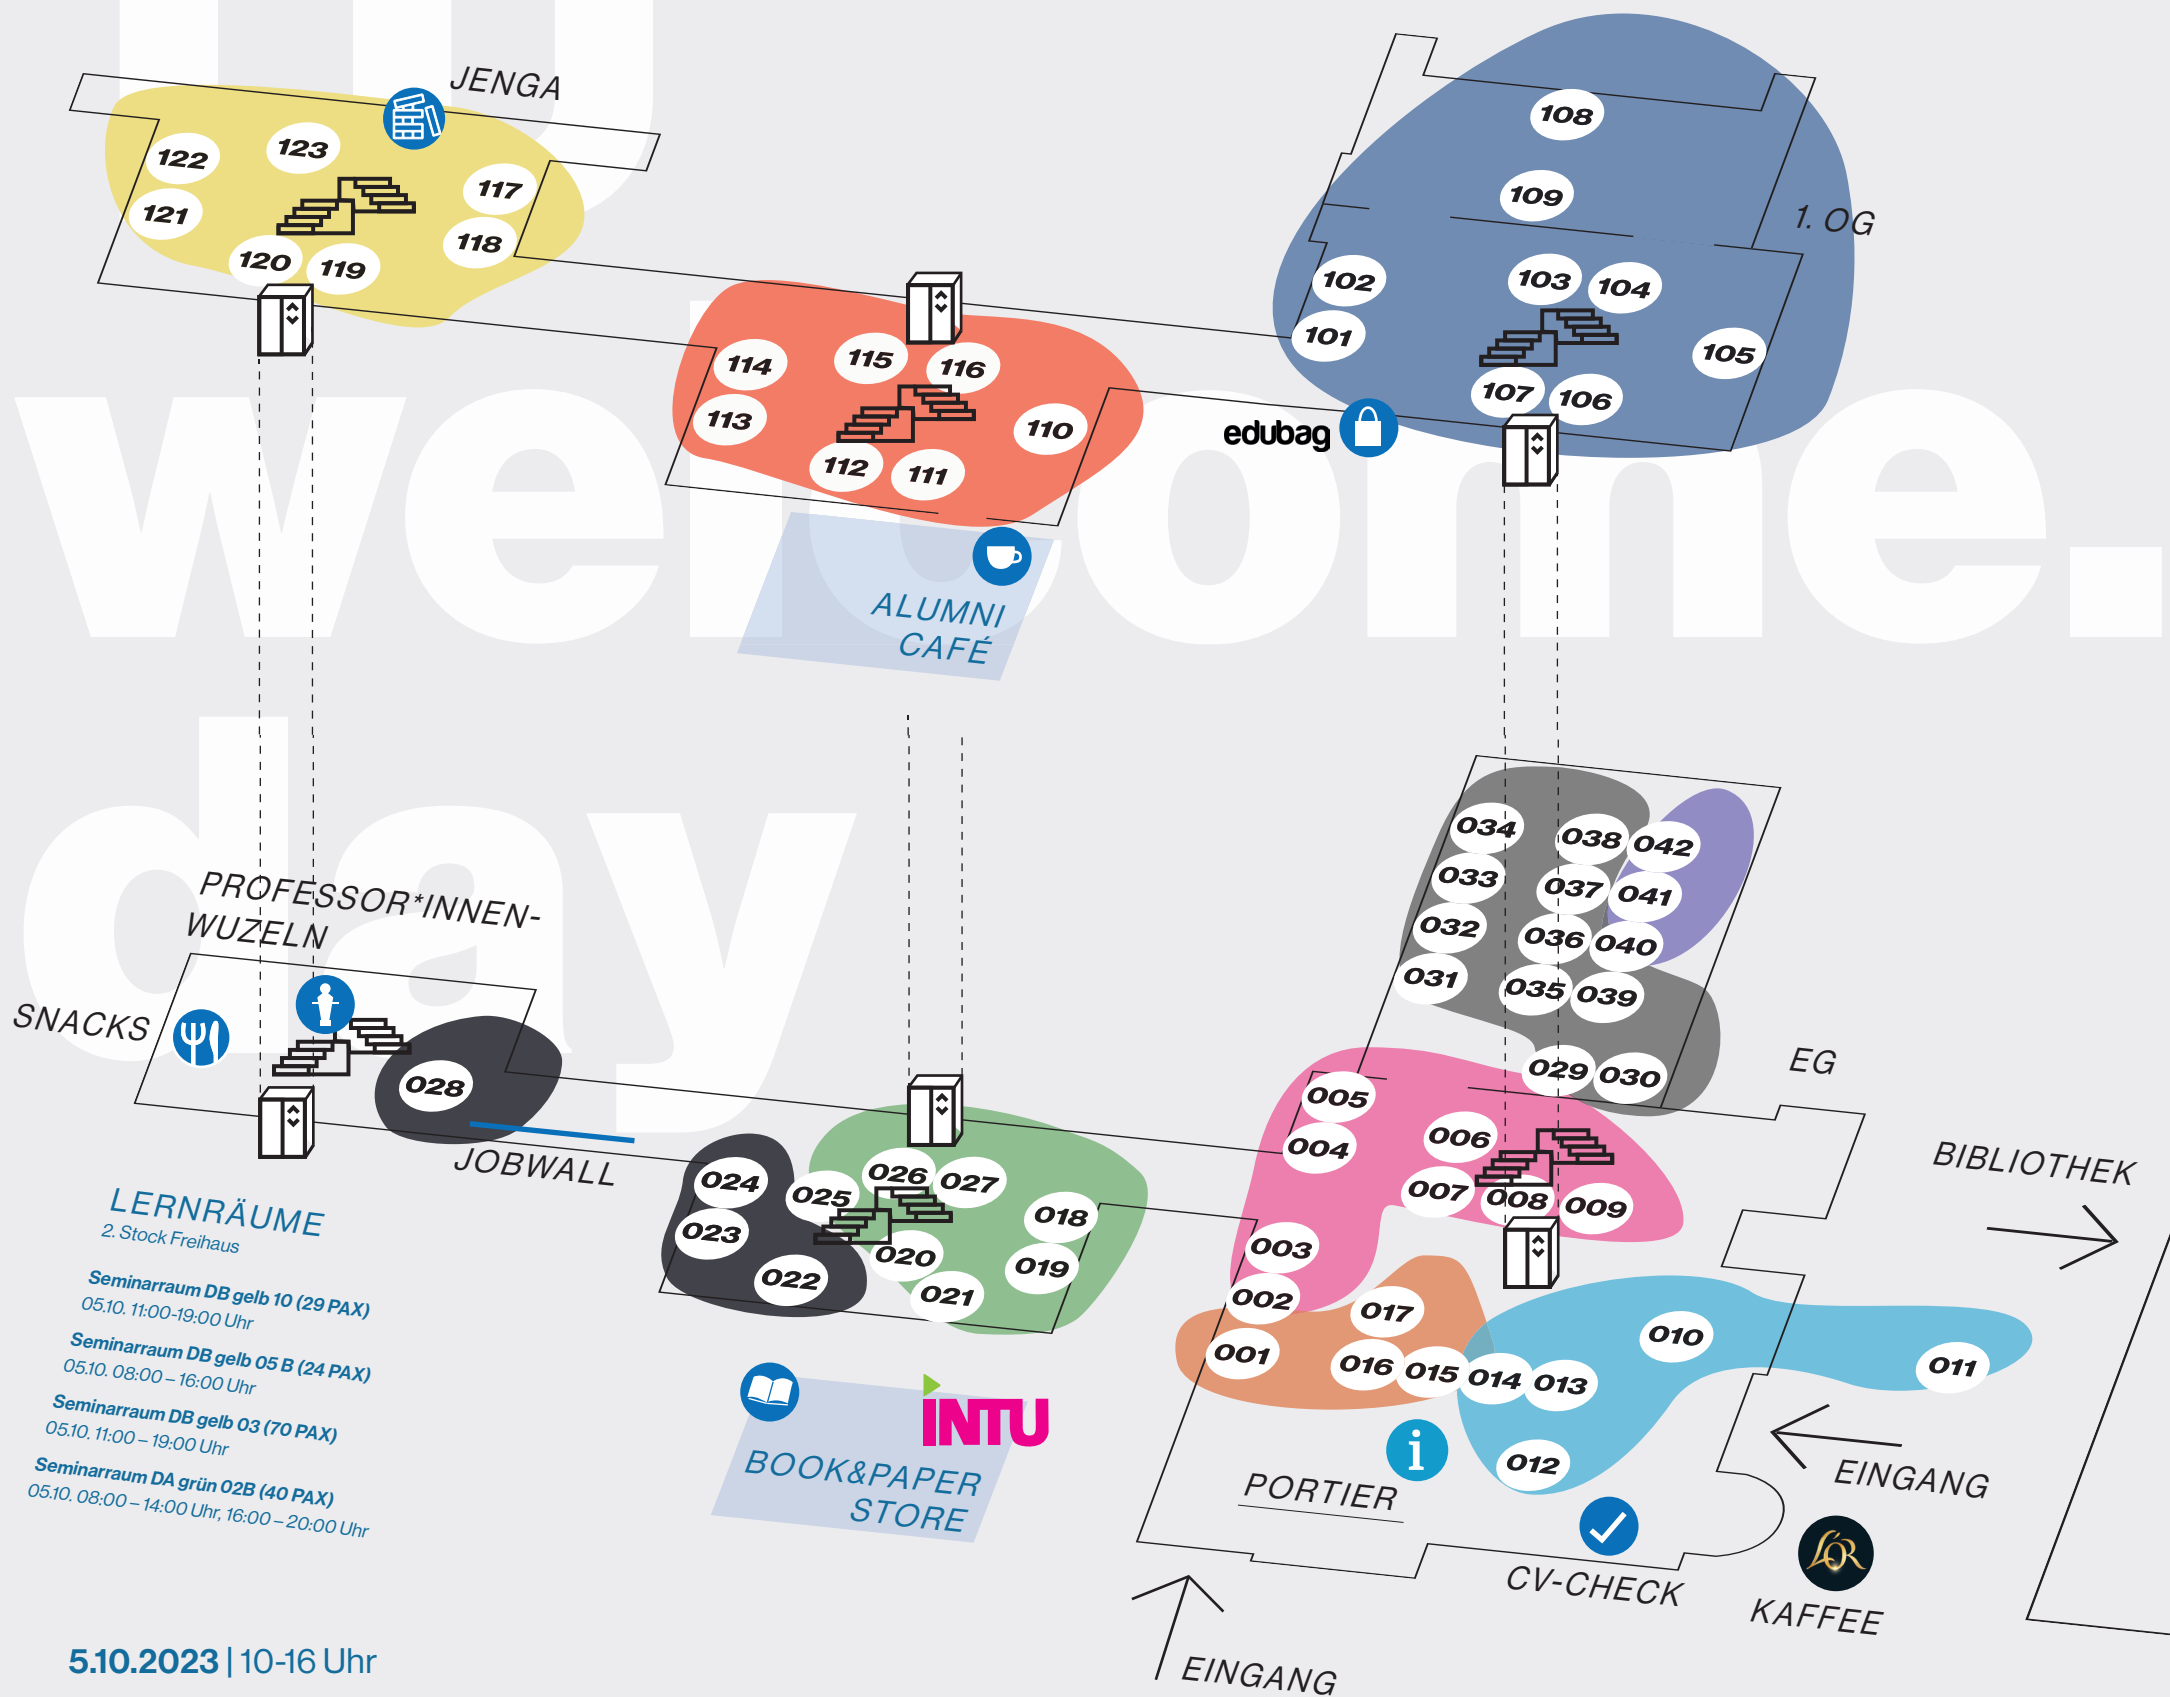 tu
welcome.
day
JENGA
122
123
117
121
118
120
119
108
109
1. OG
102
103
104
101
105
107
106
114
115
116
113
110
112
111
edubag
ALUMNI
CAFÉ
034
038
042
033
037
041
032
036
040
031
035
039
029
030
EG
PROFESSOR*INNEN-
WUZELN
SNACKS
028
JOBWALL
024
025
026
027
018
023
020
019
022
021
005
004
006
007
008
009
003
002
001
017
016
015
014
013
010
011
012
BIBLIOTHEK
EINGANG
LERNRÄUME
2. Stock Freihaus
Seminarraum DB gelb 10 (29 PAX)
05.10. 11:00-19:00 Uhr
Seminarraum DB gelb 05 B (24 PAX)
05.10. 08:00 – 16:00 Uhr
Seminarraum DB gelb 03 (70 PAX)
05.10. 11:00 – 19:00 Uhr
Seminarraum DA grün 02B (40 PAX)
05.10. 08:00 – 14:00 Uhr, 16:00 – 20:00 Uhr
INTU
BOOK&PAPER
STORE
i
PORTIER
CV-CHECK
L'OR
KAFFEE
EINGANG
5.10.2023 | 10-16 Uhr